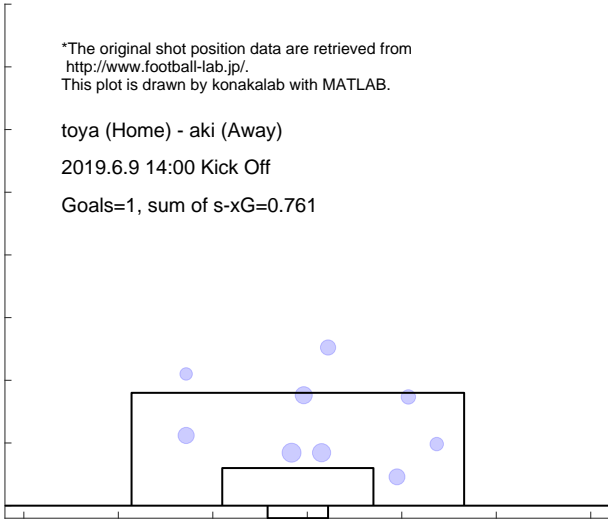 *The original shot position data are retrieved from
http://www.football-lab.jp/.
This plot is drawn by konakalab with MATLAB.
toya (Home) - aki (Away)
2019.6.9 14:00 Kick Off
Goals=1, sum of s-xG=0.761